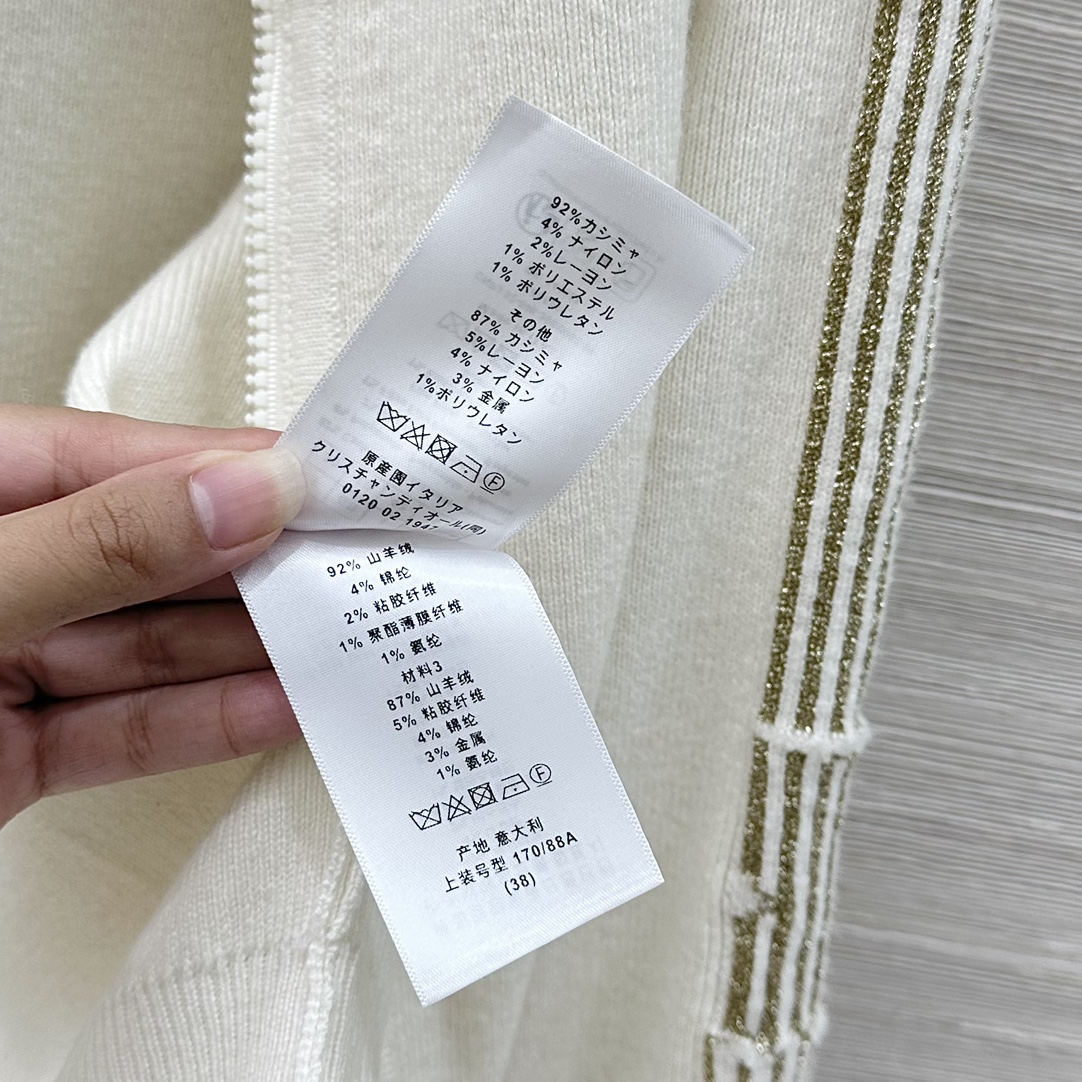 92%カシミャ
4% ナイロン
2%レーヨン
1% ポリエステル
1% ポリウレタン
その他
87% カシミャ
5%レーヨン
4% ナイロン
3% 金属
1%ポリウレタン
原産園イタリア
クリスチャンディオール(同)
0120 02 1947
92% 山羊绒
4% 锦纶
2% 粘胶纤维
1% 聚酯薄膜纤维
1% 氨纶
材料3
87% 山羊绒
5% 粘胶纤维
4% 锦纶
3% 金属
1% 氨纶
F
产地 意大利
上装号型 170/88A
(38)